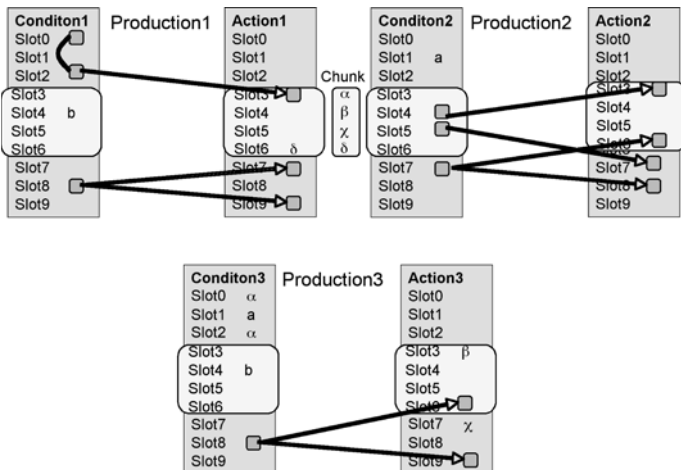 Conditon1 Production1 Action1 Conditon2 Production2 Action2
Slot0 Slot0 Slot0 Slot0
Slot1 Slot1 Slot1 a Slot1
Slot2 Slot2 Chunk Slot2 Slot2
Slot3 Slot3 α Slot3 Slot3
Slot4 b Slot4 β Slot4 Slot4
Slot5 Slot5 χ Slot5 Slot5
Slot6 Slot6 δ δ Slot6 Slot6
Slot7 Slot7 Slot7 Slot7
Slot8 Slot8 Slot8 Slot8
Slot9 Slot9 Slot9 Slot9
Conditon3 Production3 Action3
Slot0 α Slot0
Slot1 a Slot1
Slot2 α Slot2
Slot3 Slot3 β
Slot4 b Slot4
Slot5 Slot5
Slot6 Slot6
Slot7 Slot7 χ
Slot8 Slot8
Slot9 Slot9